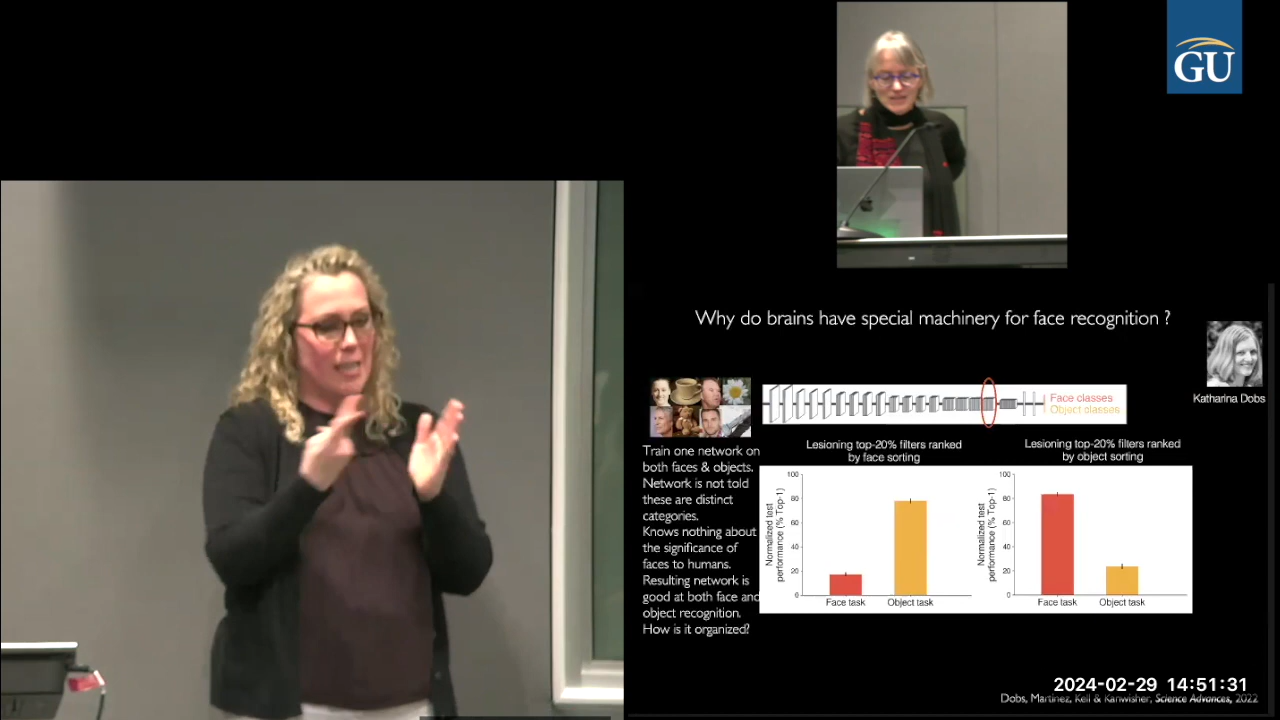 GU
Why do brains have special machinery for face recognition ?
Katharina Dobs
Face classes
Object classes
Train one network on
both faces & objects.
Network is not told
these are distinct
categories.
Knows nothing about
the significance of
faces to humans.
Resulting network is
good at both face and
object recognition.
How is it organized?
Lesioning top-20% filters ranked
by face sorting
Normalized test
performance (% Top-1)
100
80
60
40
20
0
Face task
Object task
Lesioning top-20% filters ranked
by object sorting
Normalized test
performance (% Top-1)
100
80
60
40
20
0
Face task
Object task
2024-02-29 14:51:31
Dobs, Martinez, Kell & Kanwisher, Science Advances, 2022